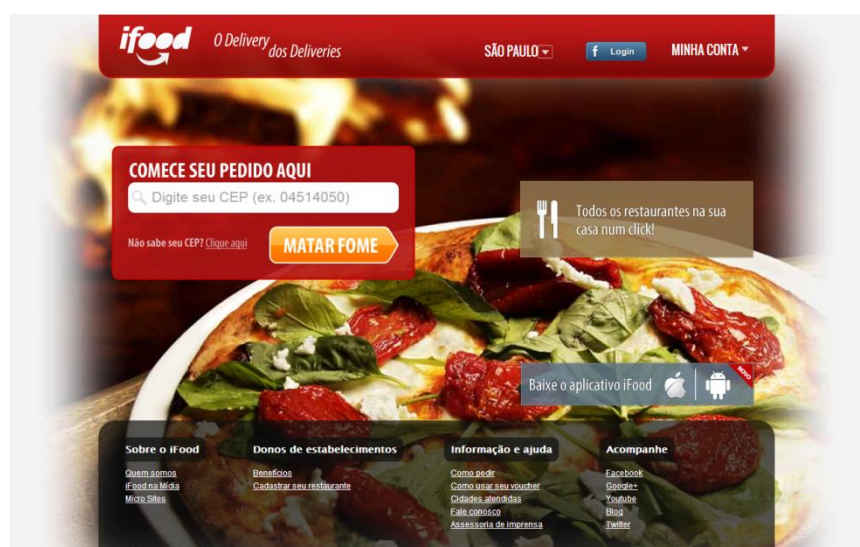 ifood
O Delivery
dos Deliveries
SÃO PAULO
f Login
MINHA CONTA
COMECE SEU PEDIDO AQUI
Digite seu CEP (ex. 04514050)
Não sabe seu CEP? Clique aqui
MATAR FOME
Todos os restaurantes na sua
casa num click!
Baixe o aplicativo iFood
NOVO
Sobre o iFood
Quem somos
iFood na Mídia
Micro Sites
Donos de estabelecimentos
Benefícios
Cadastrar seu restaurante
Informação e ajuda
Como pedir
Como usar seu voucher
Cidades atendidas
Fale conosco
Assessoria de imprensa
Acompanhe
Facebook
Google+
Youtube
Blog
Twitter